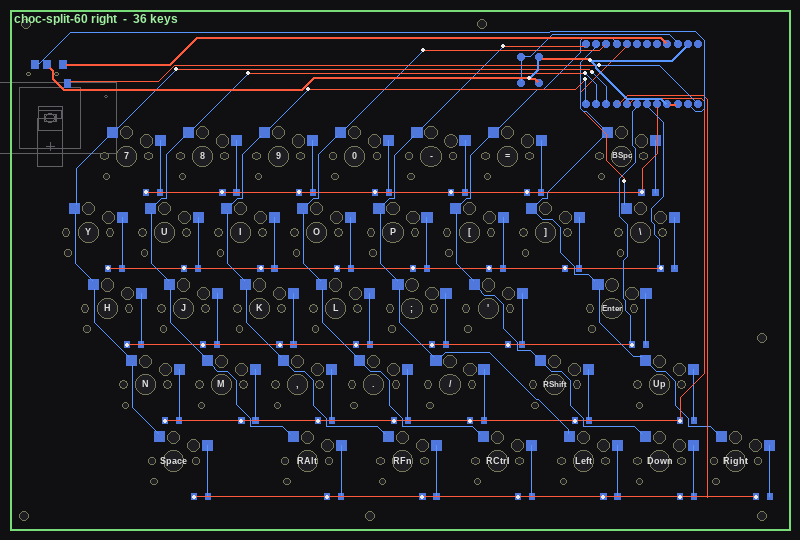 choc-split-60 right - 36 keys
7 8 9 0 - = BSpc
Y U I O P [ ] \
H J K L ; ' Enter
N M , . / RShift Up
Space RAlt RFn RCtrl Left Down Right